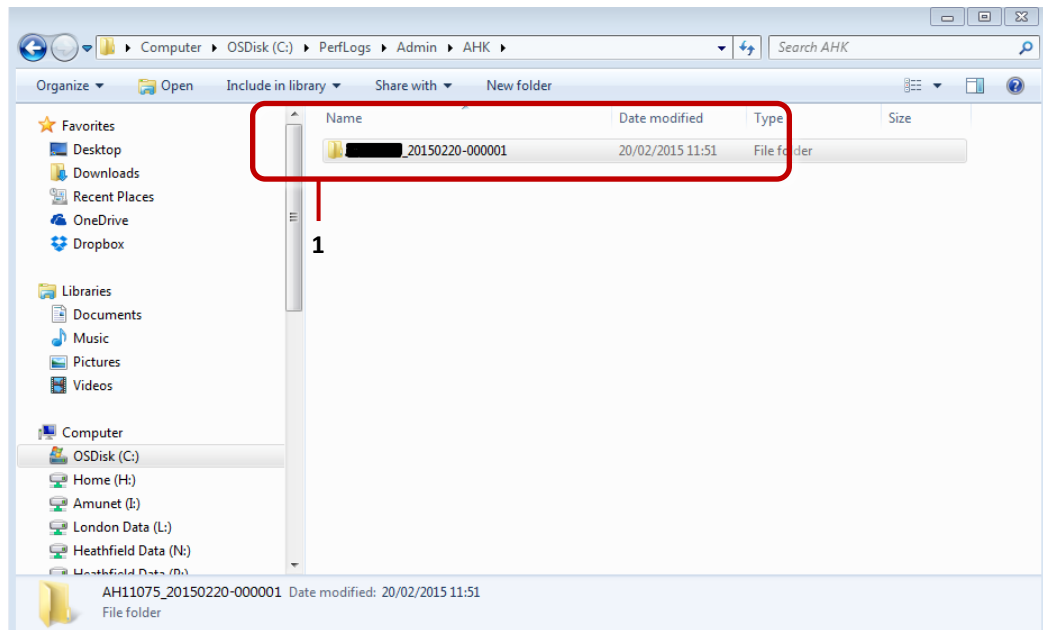 Computer OSDisk (C:) PerfLogs Admin AHK Search AHK
Organize Open Include in library Share with New folder
Name Date modified Type Size
_20150220-000001 20/02/2015 11:51 File folder
1
Favorites
Desktop
Downloads
Recent Places
OneDrive
Dropbox
Libraries
Documents
Music
Pictures
Videos
Computer
OSDisk (C:)
Home (H:)
Amunet (I:)
London Data (L:)
Heathfield Data (N:)
Heathfield Data (P:)
AH11075_20150220-000001 Date modified: 20/02/2015 11:51
File folder